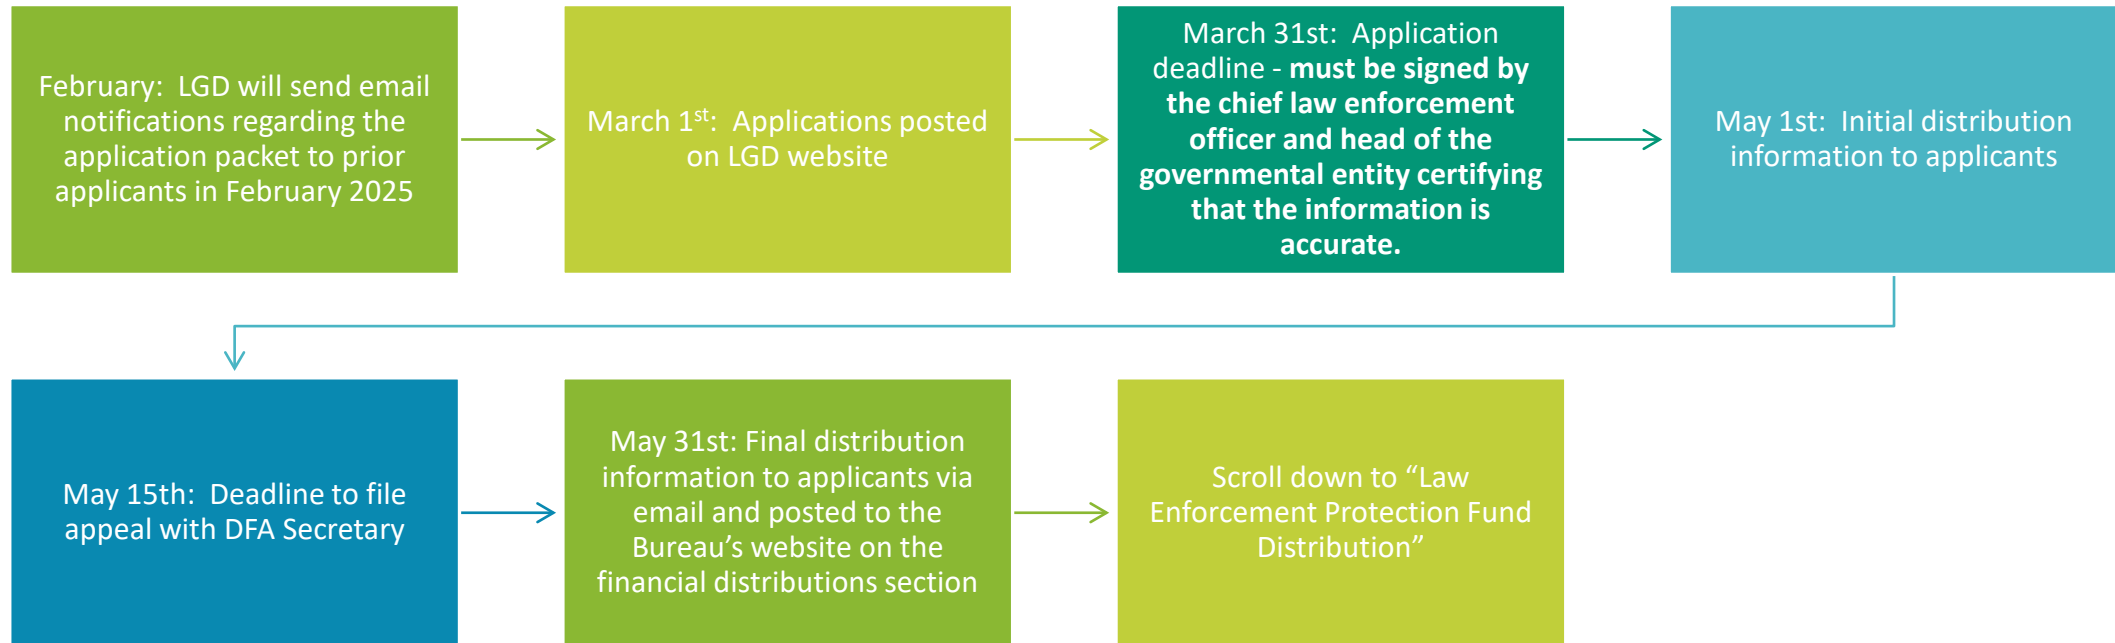 February:  LGD will send email
notifications regarding the
application packet to prior
applicants in February 2025
March 1st:  Applications posted
on LGD website
March 31st:  Application
deadline - must be signed by
the chief law enforcement
officer and head of the
governmental entity certifying
that the information is
accurate.
May 1st:  Initial distribution
information to applicants
May 15th:  Deadline to file
appeal with DFA Secretary
May 31st: Final distribution
information to applicants via
email and posted to the
Bureau’s website on the
financial distributions section
Scroll down to “Law
Enforcement Protection Fund
Distribution”